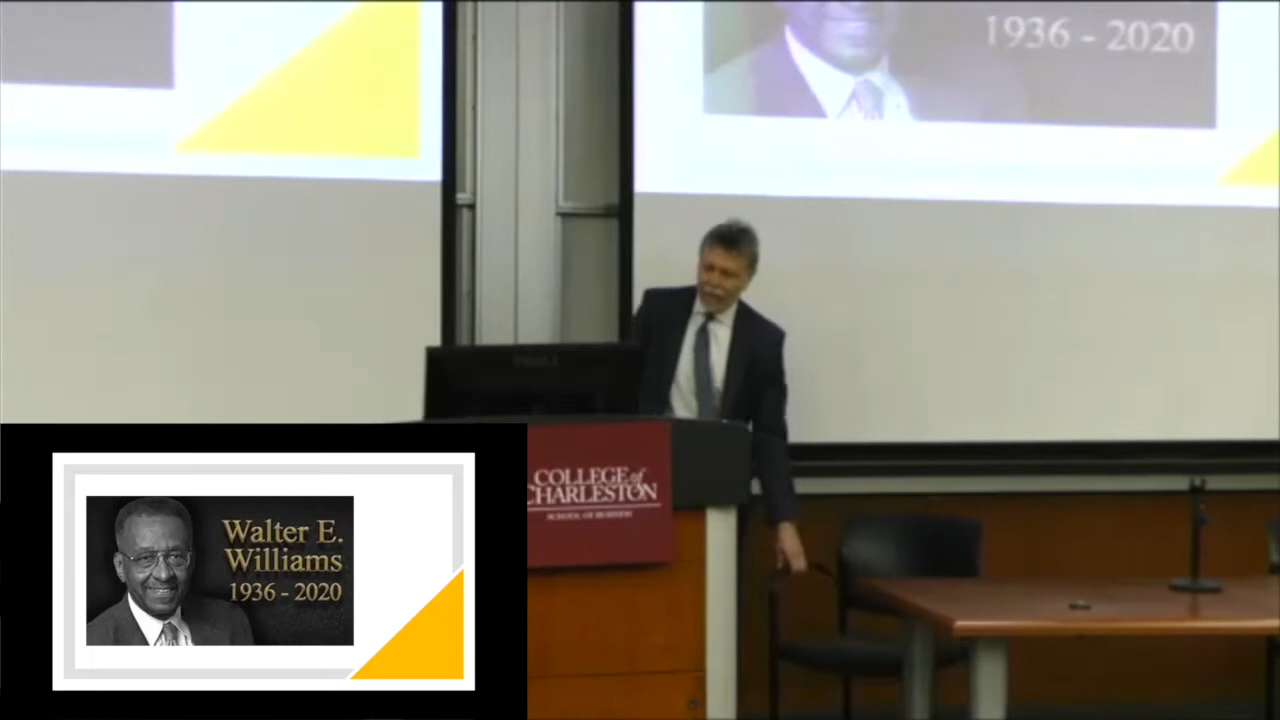 1936 - 2020
COLLEGE of
CHARLESTON
SCHOOL OF BUSINESS
Walter E.
Williams
1936 - 2020